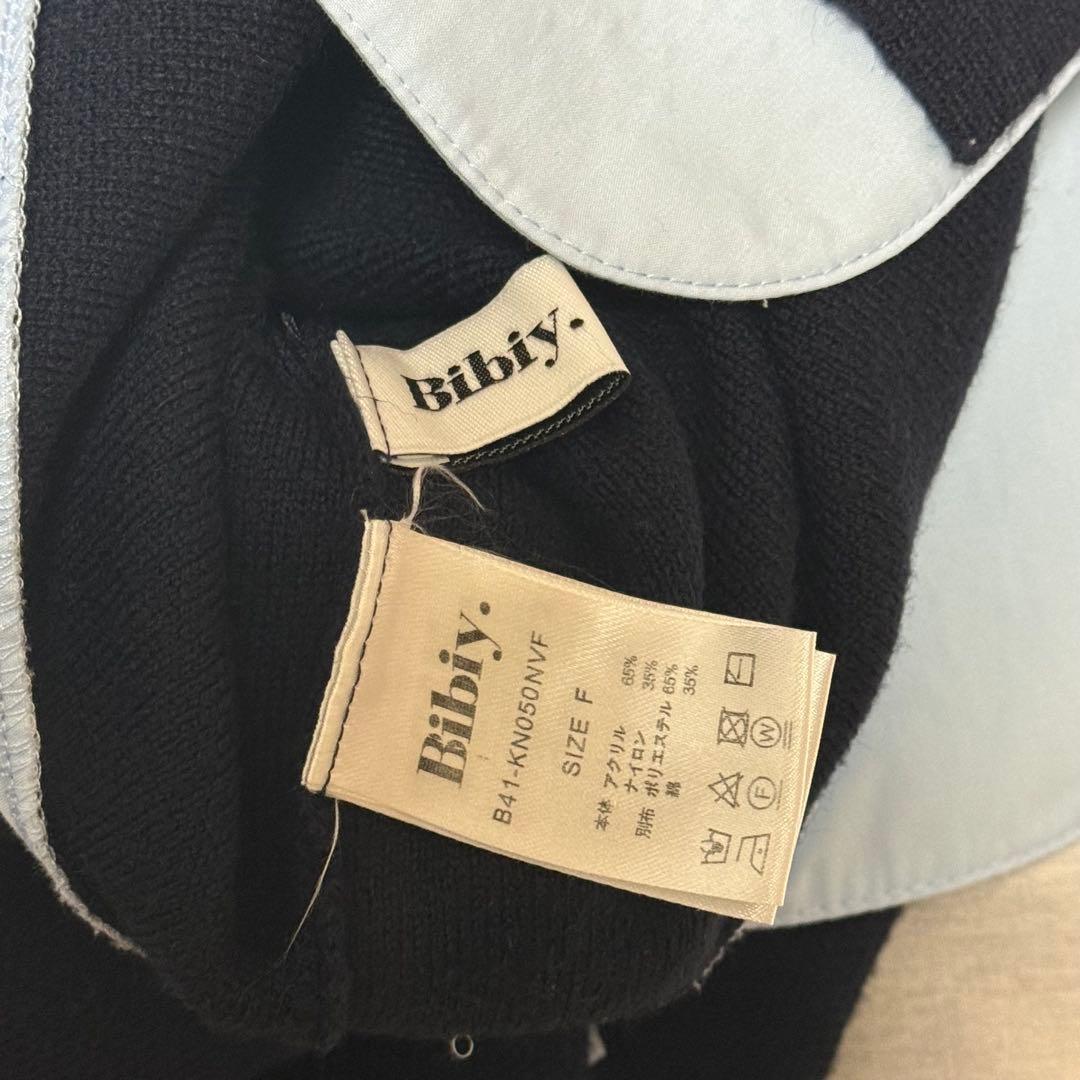 Bibiy.
Bibiy.
B41-KN050NVF
SIZE F
本体 アクリル 65%
ナイロン 35%
別布 ポリエステル 65%
綿 35%
W
F